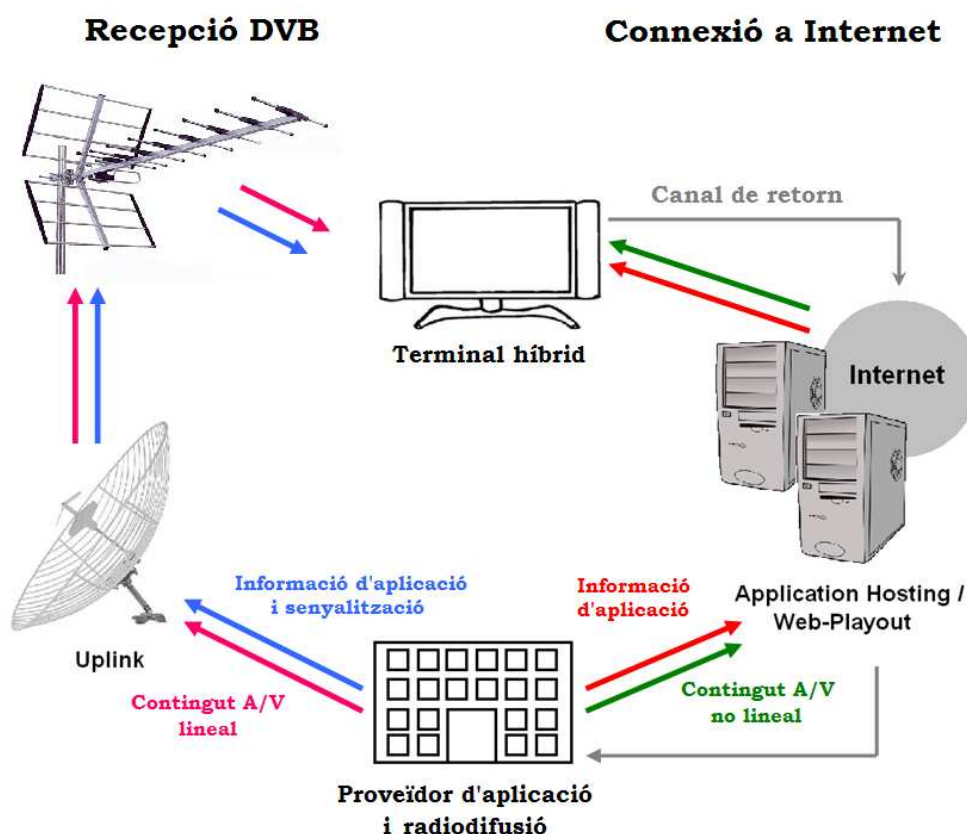 Recepció DVB
Connexió a Internet
Canal de retorn
Terminal híbrid
Internet
Informació d'aplicació
i senyalització
Informació
d'aplicació
Application Hosting /
Web-Playout
Uplink
Contingut A/V
lineal
Contingut A/V
no lineal
Proveïdor d'aplicació
i radiodifusió